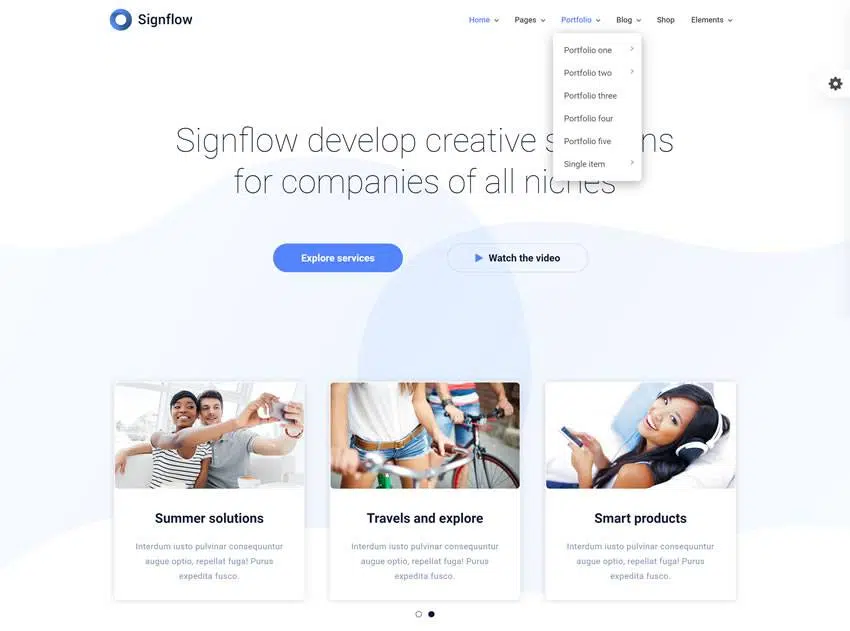 Signflow
Home Pages Portfolio Blog Shop Elements
Portfolio one
Portfolio two
Portfolio three
Portfolio four
Portfolio five
Single item
Signflow develop creative s ns
for companies of all niches
Explore services
Watch the video
Summer solutions
Interdum iusto pulvinar consequuntur
augue optio, repellat fuga! Purus
expedita fusco.
Travels and explore
Interdum iusto pulvinar consequuntur
augue optio, repellat fuga! Purus
expedita fusco.
Smart products
Interdum iusto pulvinar consequuntur
augue optio, repellat fuga! Purus
expedita fusco.